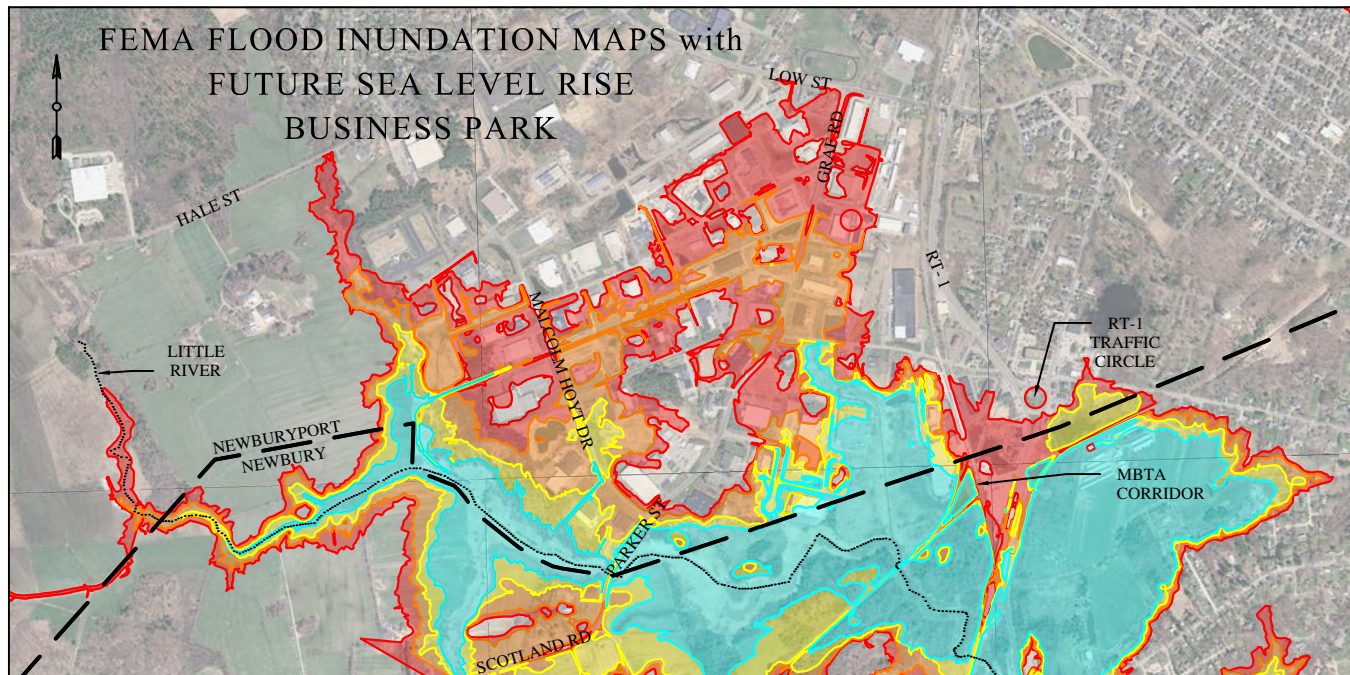 FEMA FLOOD INUNDATION MAPS with
FUTURE SEA LEVEL RISE
BUSINESS PARK
LOW ST
GRAF RD
HALE ST
RT- 1
MALCOLM HOYT DR
LITTLE
RIVER
RT-1
TRAFFIC
CIRCLE
NEWBURYPORT
NEWBURY
MBTA
CORRIDOR
PARKER ST
SCOTLAND RD